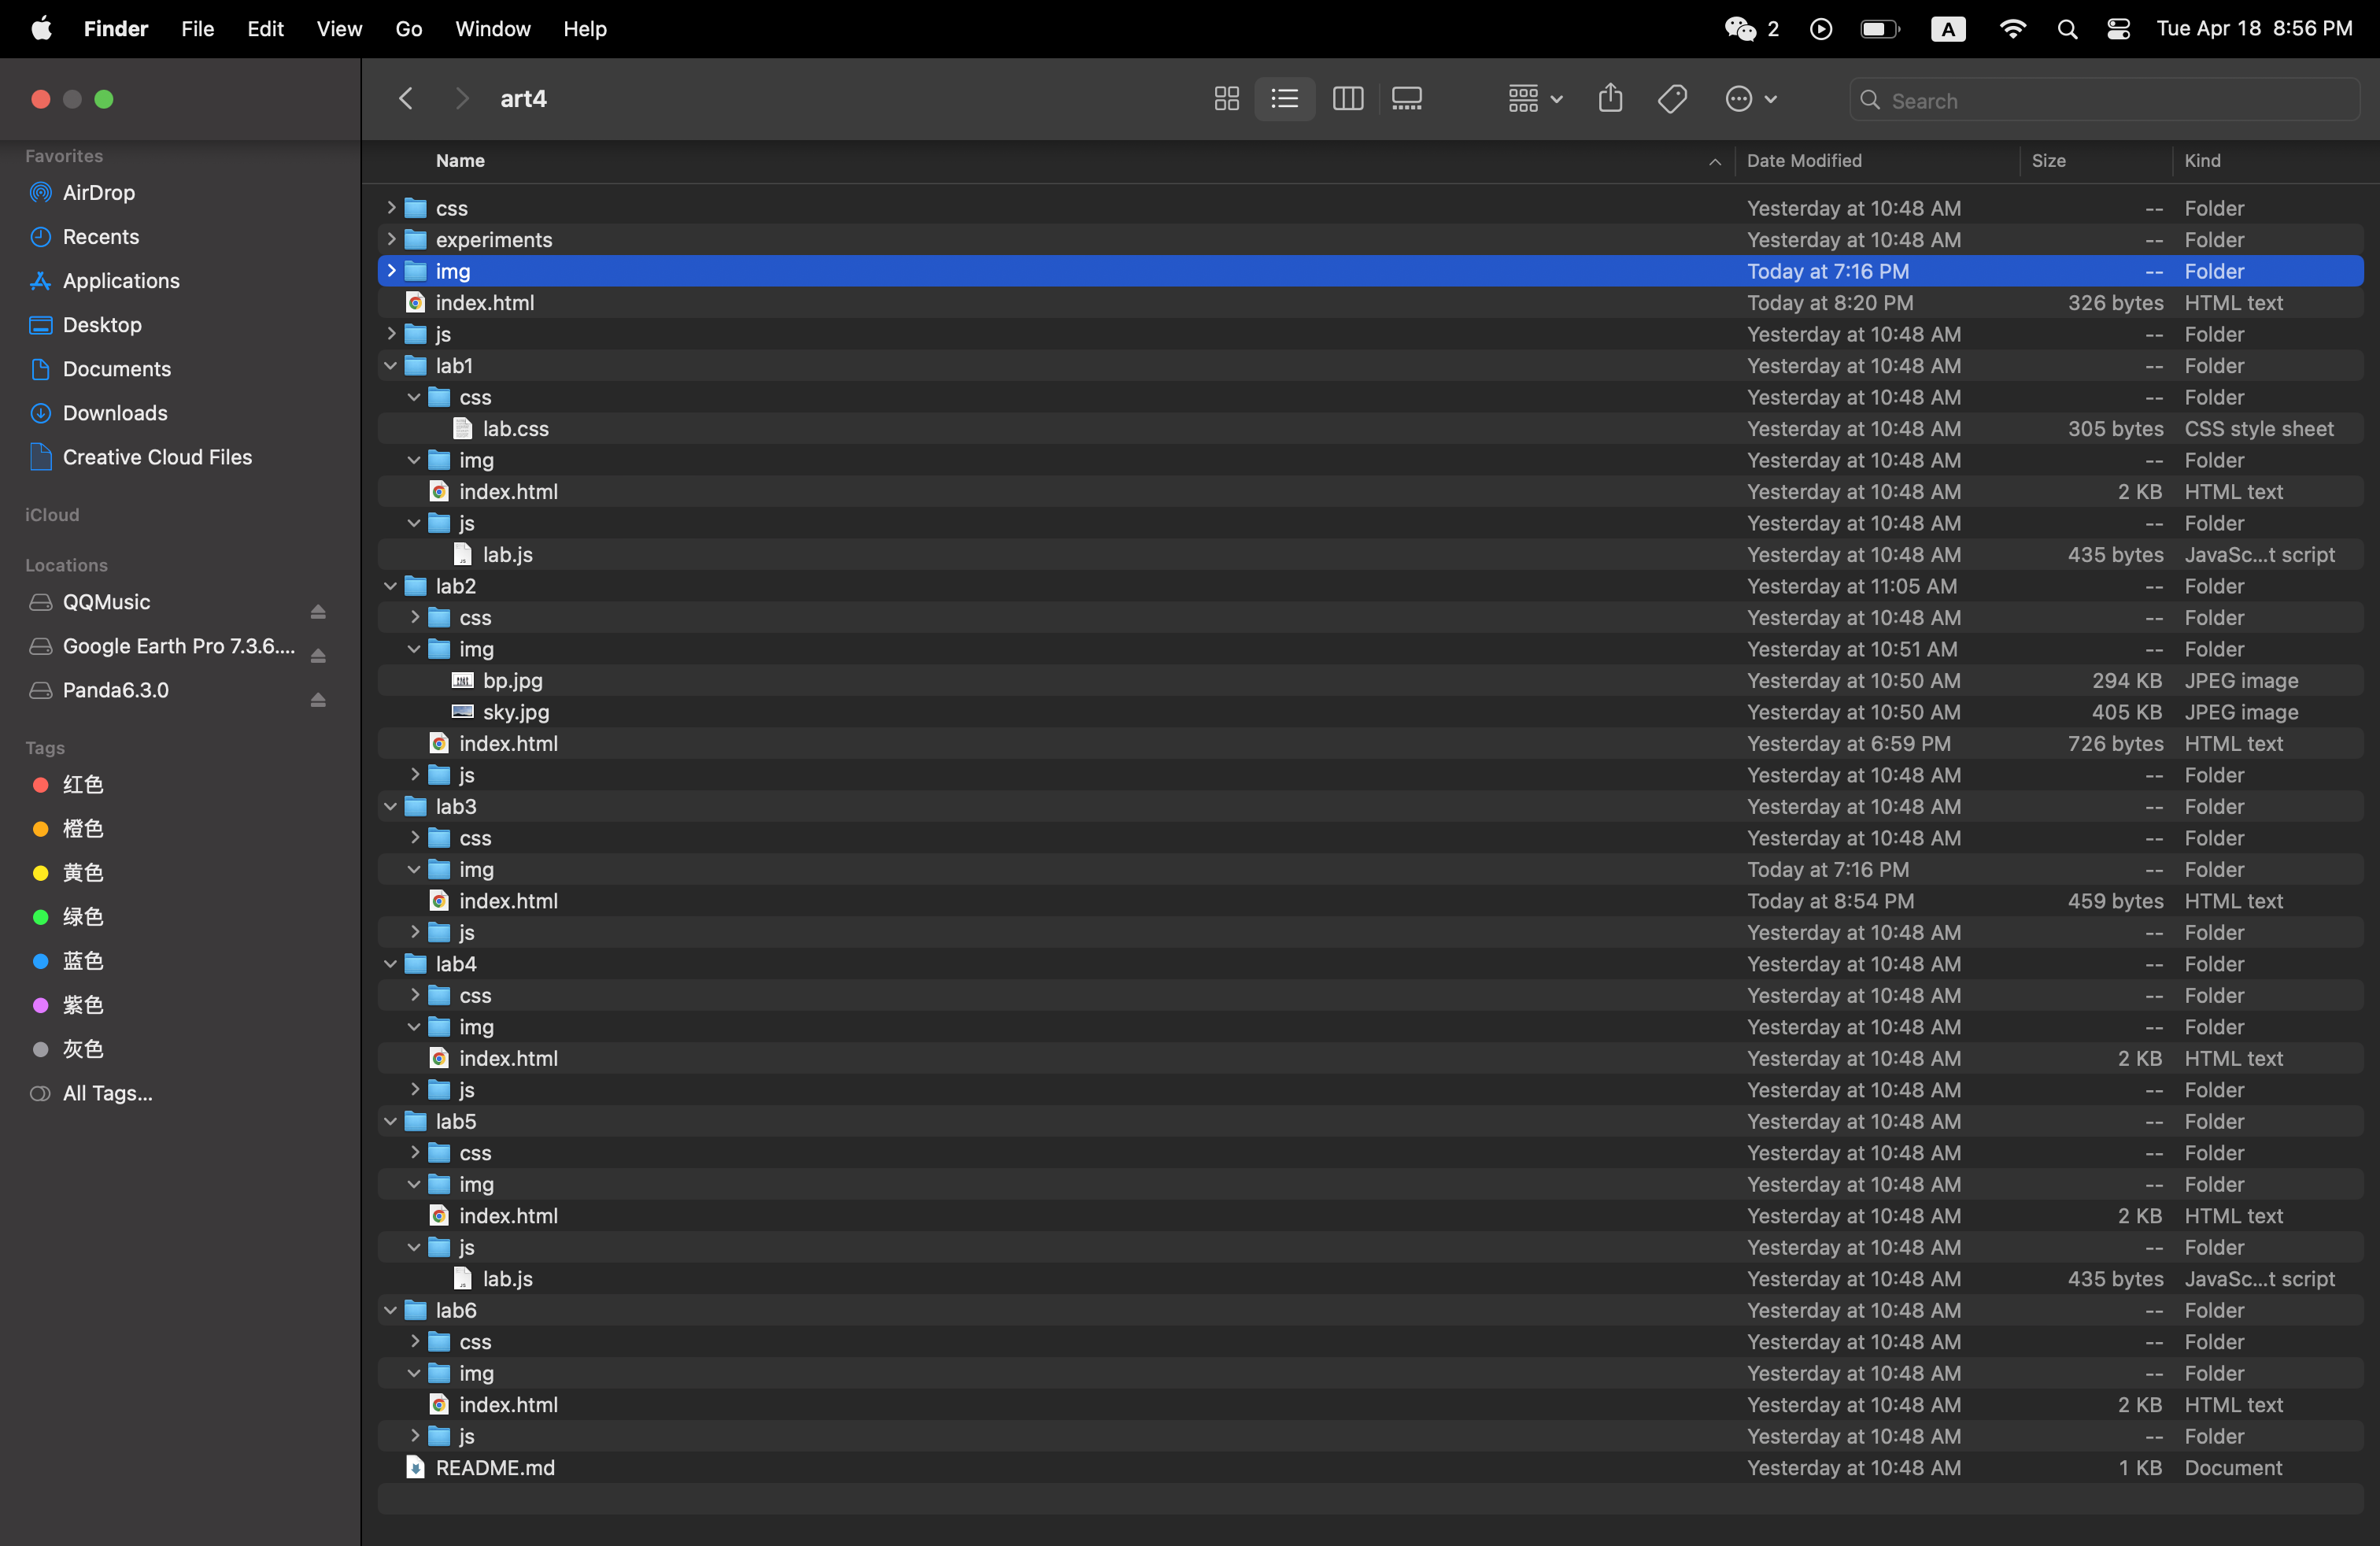 Finder File Edit View Go Window Help 2 A Tue Apr 18 8:56 PM
art4 Search
Favorites
AirDrop
Recents
Applications
Desktop
Documents
Downloads
Creative Cloud Files
iCloud
Locations
QQMusic
Google Earth Pro 7.3.6....
Panda6.3.0
Tags
红色
橙色
黄色
绿色
蓝色
紫色
灰色
All Tags...
Name Date Modified Size Kind
css Yesterday at 10:48 AM -- Folder
experiments Yesterday at 10:48 AM -- Folder
img Today at 7:16 PM -- Folder
index.html Today at 8:20 PM 326 bytes HTML text
js Yesterday at 10:48 AM -- Folder
lab1 Yesterday at 10:48 AM -- Folder
css Yesterday at 10:48 AM -- Folder
lab.css Yesterday at 10:48 AM 305 bytes CSS style sheet
img Yesterday at 10:48 AM -- Folder
index.html Yesterday at 10:48 AM 2 KB HTML text
js Yesterday at 10:48 AM -- Folder
lab.js Yesterday at 10:48 AM 435 bytes JavaSc...t script
lab2 Yesterday at 11:05 AM -- Folder
css Yesterday at 10:48 AM -- Folder
img Yesterday at 10:51 AM -- Folder
bp.jpg Yesterday at 10:50 AM 294 KB JPEG image
sky.jpg Yesterday at 10:50 AM 405 KB JPEG image
index.html Yesterday at 6:59 PM 726 bytes HTML text
js Yesterday at 10:48 AM -- Folder
lab3 Yesterday at 10:48 AM -- Folder
css Yesterday at 10:48 AM -- Folder
img Today at 7:16 PM -- Folder
index.html Today at 8:54 PM 459 bytes HTML text
js Yesterday at 10:48 AM -- Folder
lab4 Yesterday at 10:48 AM -- Folder
css Yesterday at 10:48 AM -- Folder
img Yesterday at 10:48 AM -- Folder
index.html Yesterday at 10:48 AM 2 KB HTML text
js Yesterday at 10:48 AM -- Folder
lab5 Yesterday at 10:48 AM -- Folder
css Yesterday at 10:48 AM -- Folder
img Yesterday at 10:48 AM -- Folder
index.html Yesterday at 10:48 AM 2 KB HTML text
js Yesterday at 10:48 AM -- Folder
lab.js Yesterday at 10:48 AM 435 bytes JavaSc...t script
lab6 Yesterday at 10:48 AM -- Folder
css Yesterday at 10:48 AM -- Folder
img Yesterday at 10:48 AM -- Folder
index.html Yesterday at 10:48 AM 2 KB HTML text
js Yesterday at 10:48 AM -- Folder
README.md Yesterday at 10:48 AM 1 KB Document